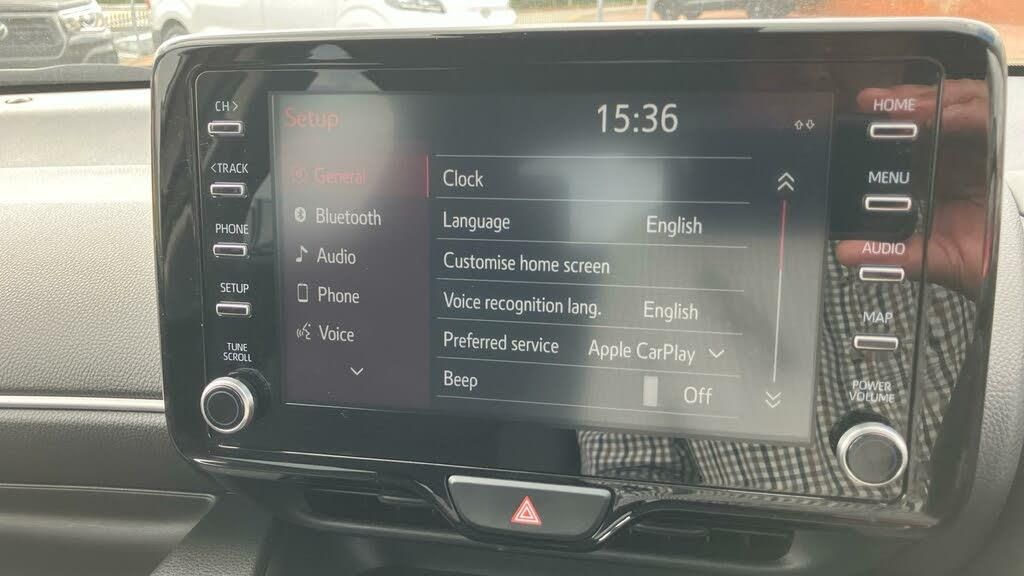 CH >
< TRACK
PHONE
SETUP
TUNE
SCROLL
Setup
15:36
General
Bluetooth
Audio
Phone
Voice
Clock
Language English
Customise home screen
Voice recognition lang. English
Preferred service Apple CarPlay
Beep Off
HOME
MENU
AUDIO
MAP
POWER
VOLUME